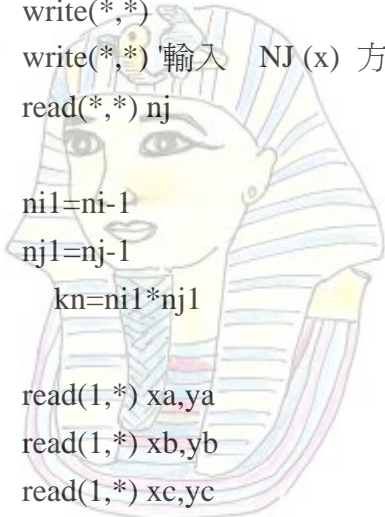 write(*,*)
write(*,*) '輸入 NJ (x) 方
read(*,*) nj
ni1=ni-1
nj1=nj-1
kn=ni1*nj1
read(1,*) xa,ya
read(1,*) xb,yb
read(1,*) xc,yc